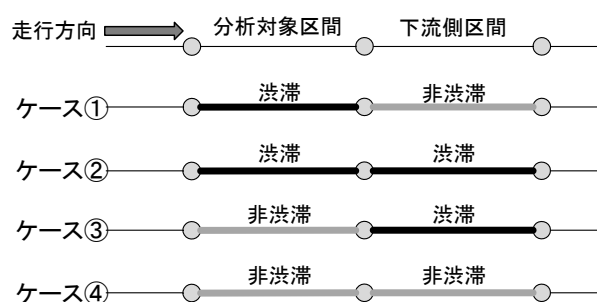 走行方向 分析対象区間 下流側区間
渋滞 非渋滞
ケース①
渋滞 渋滞
ケース②
非渋滞 渋滞
ケース③
非渋滞 非渋滞
ケース④